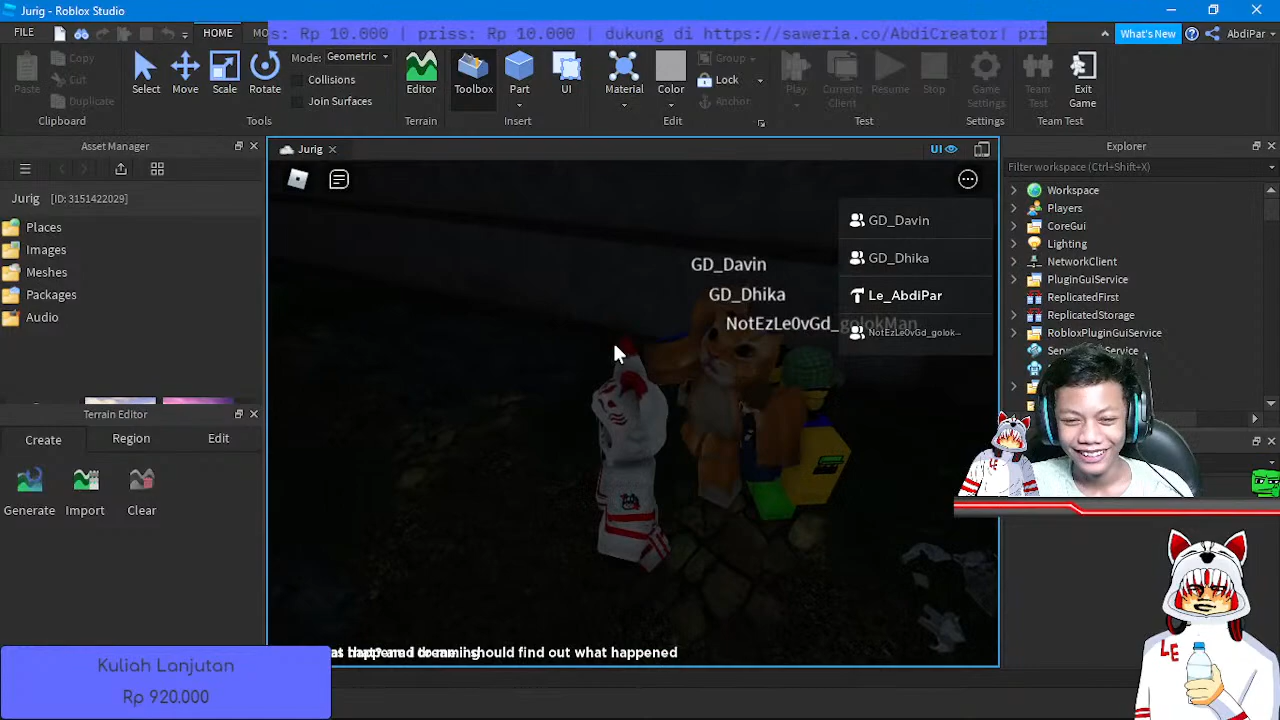 Jurig - Roblox Studio
FILE HOME MO
s: Rp 10.000 | priss: Rp 10.000 | dukung di https://saweria.co/AbdiCreator| pri
What's New AbdiPar
Paste Copy Cut Duplicate
Clipboard
Select Move Scale Rotate
Mode: Geometric
Collisions
Join Surfaces
Tools
Editor
Terrain
Toolbox Part UI
Insert
Material Color
Group
Lock
Anchor
Edit
Play Current: Client Resume Stop
Test
Game Settings
Settings
Team Test Exit Game
Team Test
Asset Manager
Jurig [ID: 3151422029]
Places
Images
Meshes
Packages
Audio
Terrain Editor
Create Region Edit
Generate Import Clear
Jurig
UI
GD_Davin
GD_Dhika
Le_AbdiPar
NotEzLe0vGd_golok--
GD_Davin
GD_Dhika
NotEzLe0vGd_golokMan
should find out what happened
Explorer
Filter workspace (Ctrl+Shift+X)
Workspace
Players
CoreGui
Lighting
NetworkClient
PluginGuiService
ReplicatedFirst
ReplicatedStorage
RobloxPluginGuiService
Kuliah Lanjutan
Rp 920.000
LE
LE